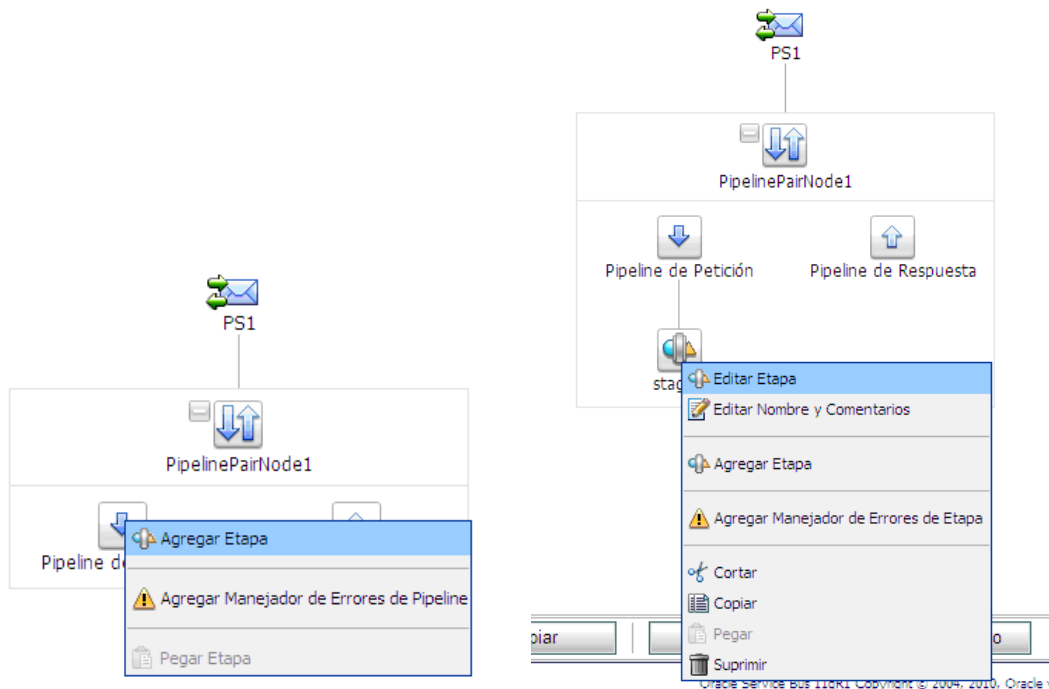 PS1
PipelinePairNode1
Pipeline de
Agregar Etapa
Agregar Manejador de Errores de Pipeline
Pegar Etapa
PS1
PipelinePairNode1
Pipeline de Petición
Pipeline de Respuesta
stag
Editar Etapa
Editar Nombre y Comentarios
Agregar Etapa
Agregar Manejador de Errores de Etapa
Cortar
Copiar
Pegar
Suprimir
piar
o
Oracle Service Bus 11gR1 Copyright © 2004, 2010, Oracle